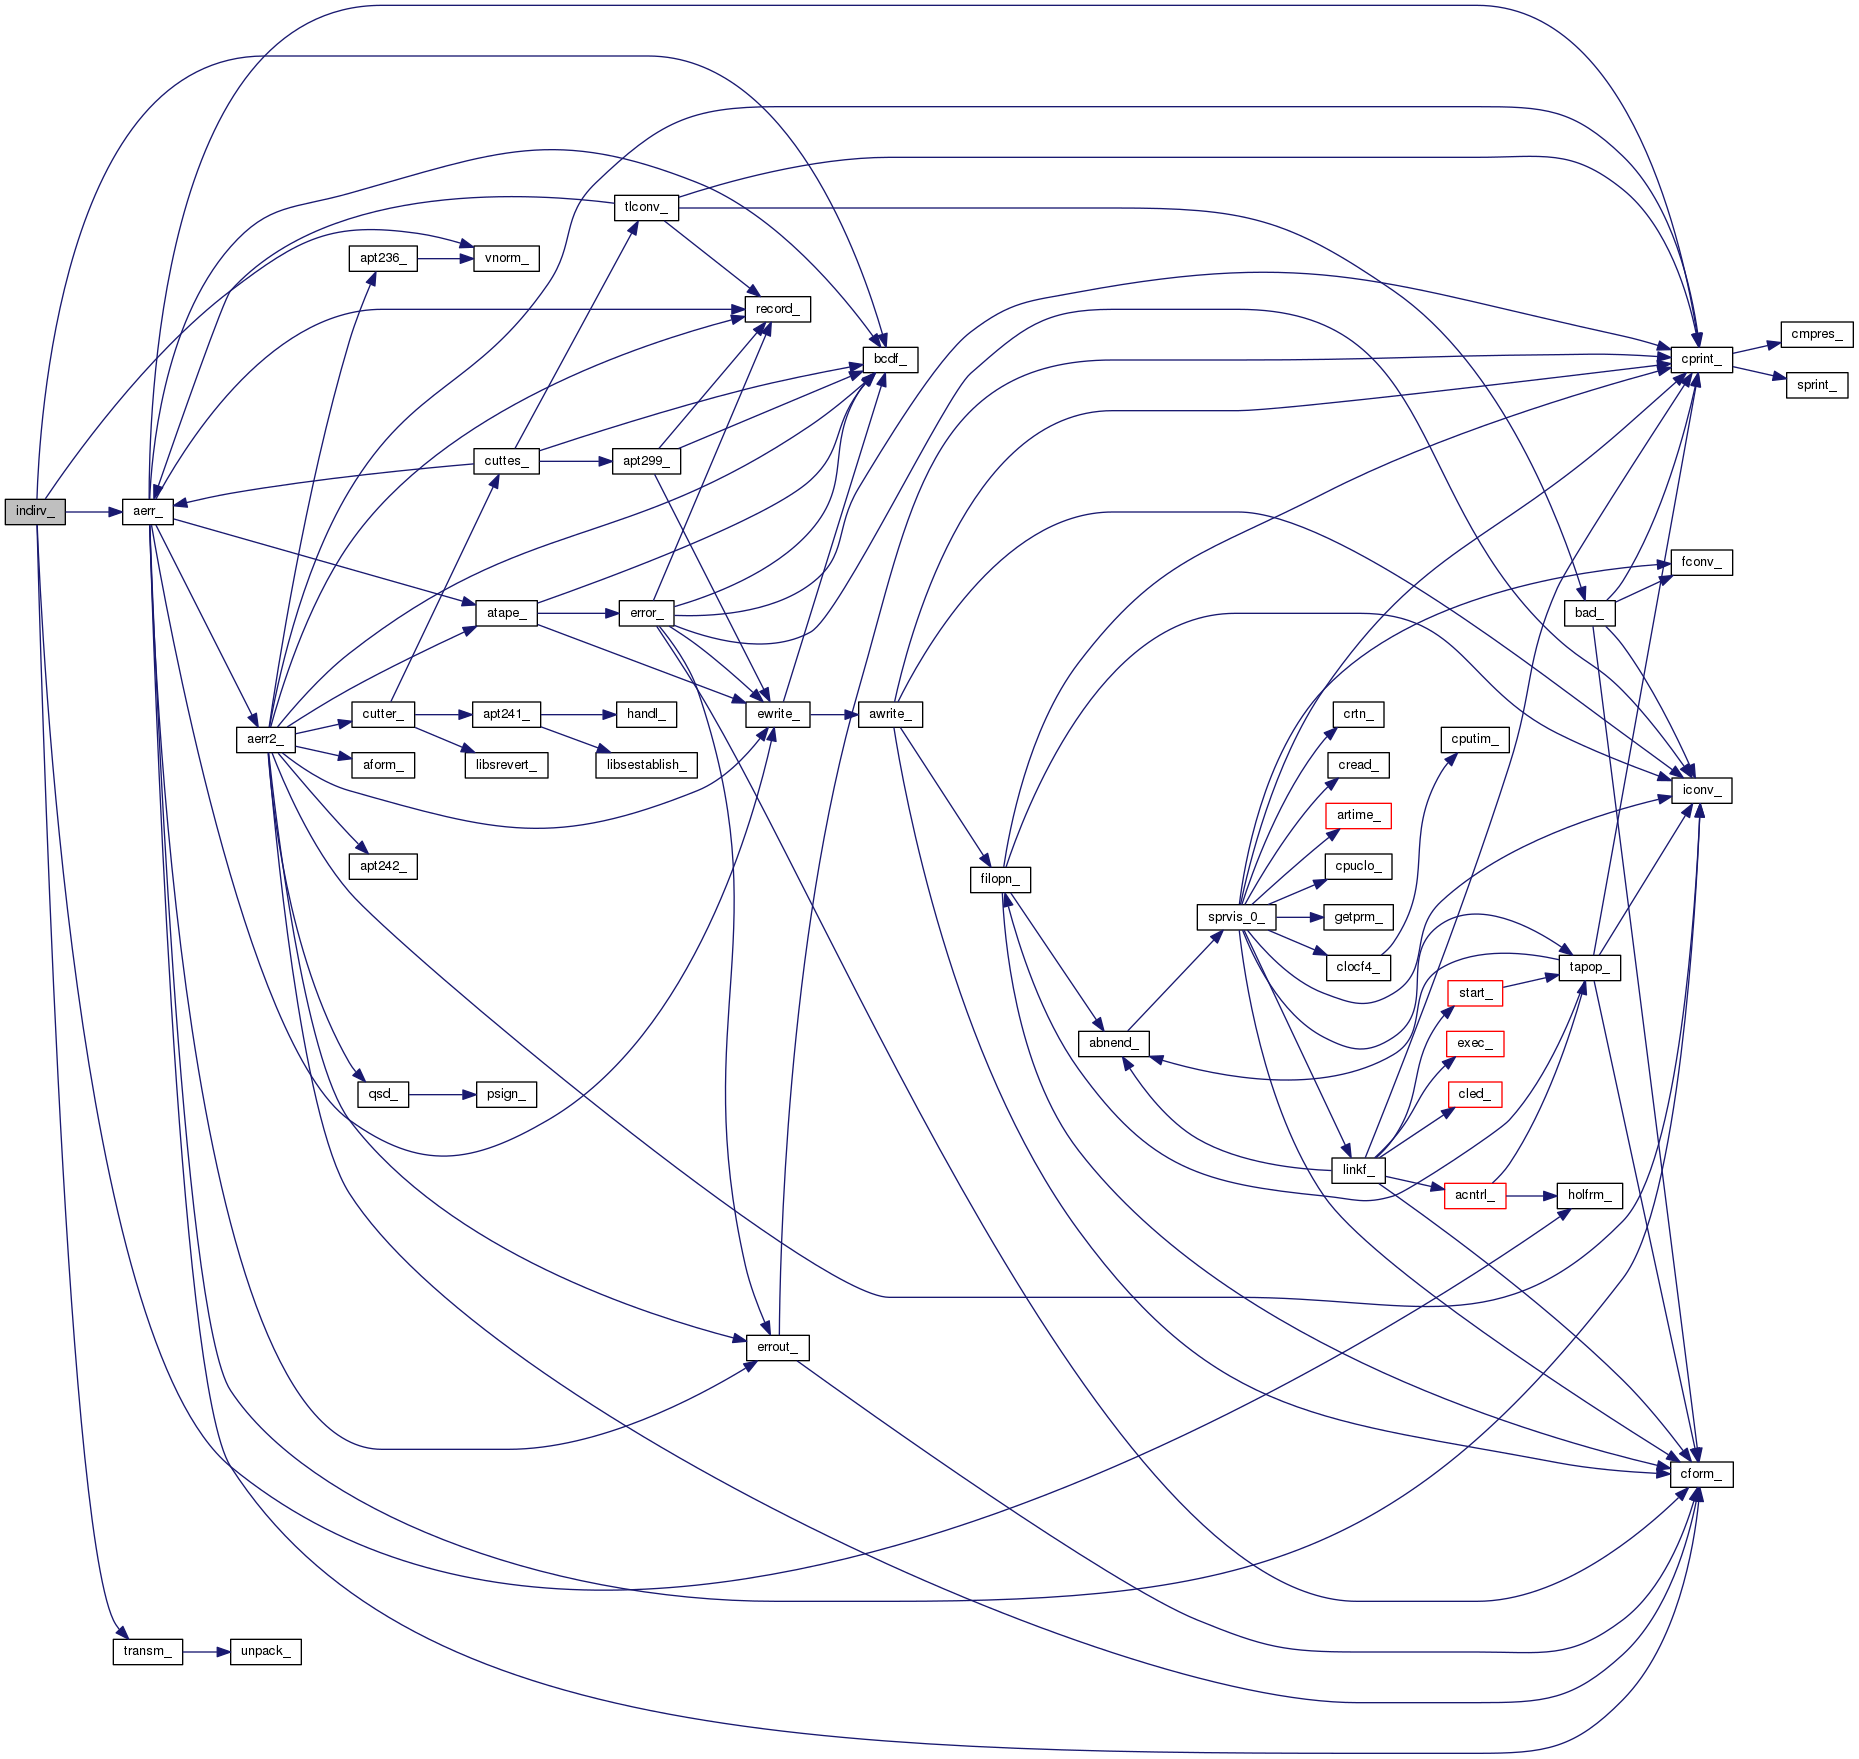 tlconv_
apt236_
vnorm_
record_
cmpres_
bcdf_
cprint_
sprint_
cuttes_
apt299_
indirv_
aerr_
fconv_
atape_
error_
bad_
cutter_
apt241_
handl_
ewrite_
awrite_
crtn_
aerr2_
cputim_
aform_
libsrevert_
libsestablish_
cread_
iconv_
artime_
apt242_
cpuclo_
filopn_
sprvis_0_
getprm_
clocf4_
tapop_
start_
abnend_
exec_
qsd_
psign_
cled_
linkf_
acntrl_
holfrm_
errout_
cform_
transm_
unpack_